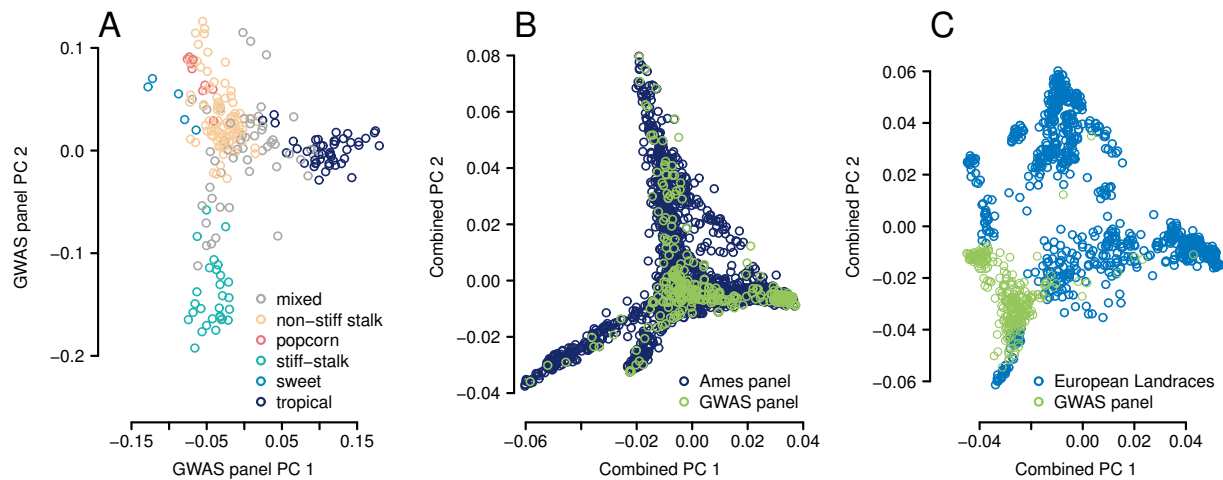 A
GWAS panel PC 2
0.1
0.0
−0.1
−0.2
mixed
non−stiff stalk
popcorn
stiff−stalk
sweet
tropical
−0.15
−0.05
0.05
0.15
GWAS panel PC 1
B
Combined PC 2
0.08
0.06
0.04
0.02
0.00
−0.02
−0.04
Ames panel
GWAS panel
−0.06
−0.02
0.00
0.02
0.04
Combined PC 1
C
Combined PC 2
0.06
0.04
0.02
0.00
−0.02
−0.04
−0.06
European Landraces
GWAS panel
−0.04
0.00
0.02
0.04
Combined PC 1